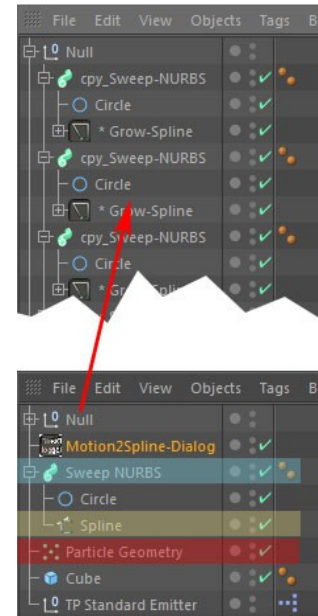 File Edit View Objects Tags B
Null
cpy_Sweep-NURBS
Circle
* Grow-Spline
cpy_Sweep-NURBS
Circle
* Grow-Spline
cpy_Sweep-NURBS
Circle
File Edit View Objects Tags B
Null
Motion2Spline-Dialog
Sweep NURBS
Circle
Spline
Particle Geometry
Cube
TP Standard Emitter